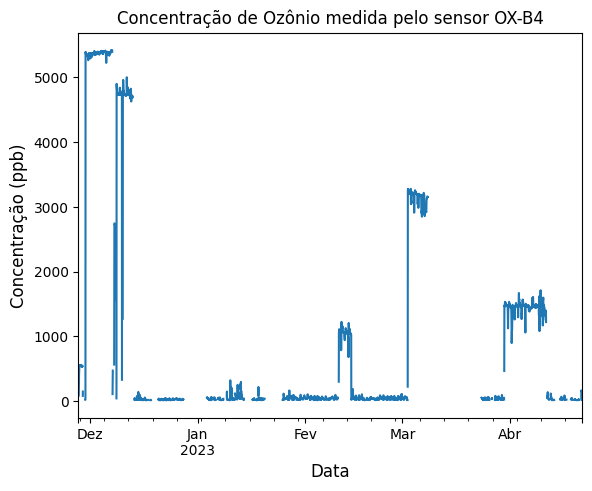 Concentração de Ozônio medida pelo sensor OX-B4
Concentração (ppb)
5000
4000
3000
2000
1000
0
Dez Jan Fev Mar Abr
2023
Data